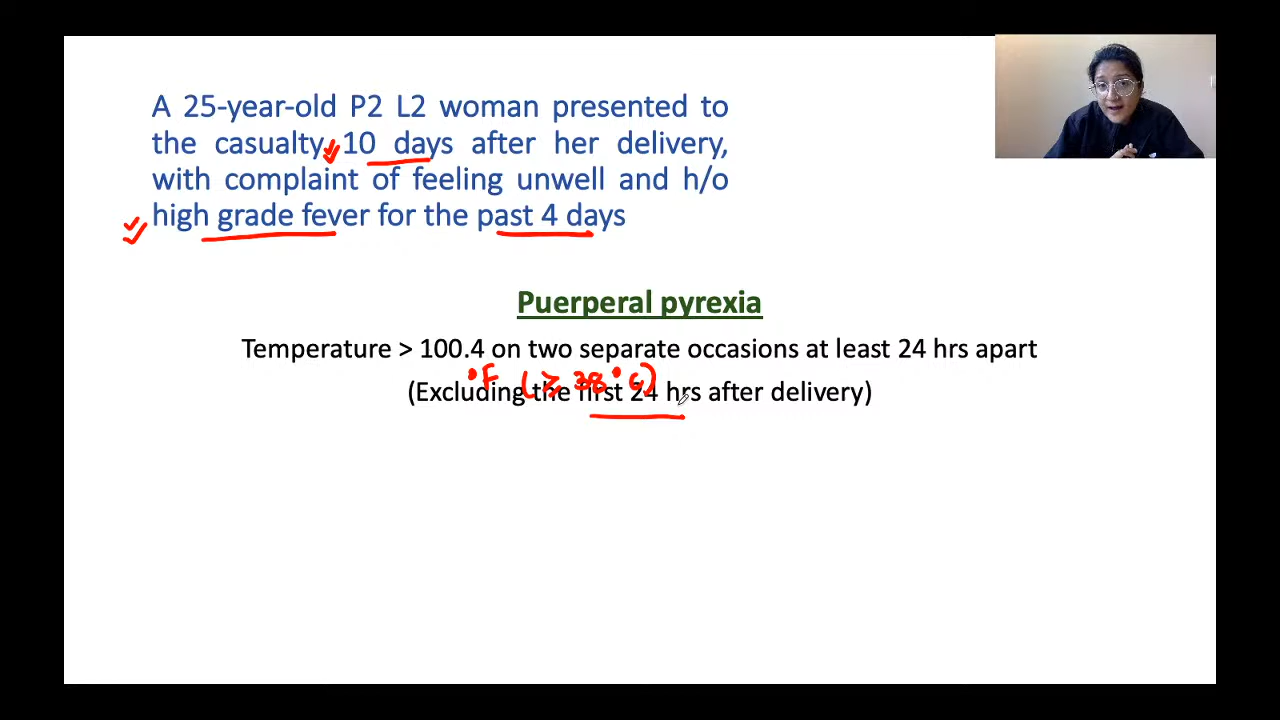 A 25-year-old P2 L2 woman presented to
the casualty, 10 days after her delivery,
with complaint of feeling unwell and h/o
high grade fever for the past 4 days
Puerperal pyrexia
Temperature > 100.4 on two separate occasions at least 24 hrs apart
°F (≥ 38°C)
(Excluding the first 24 hrs after delivery)